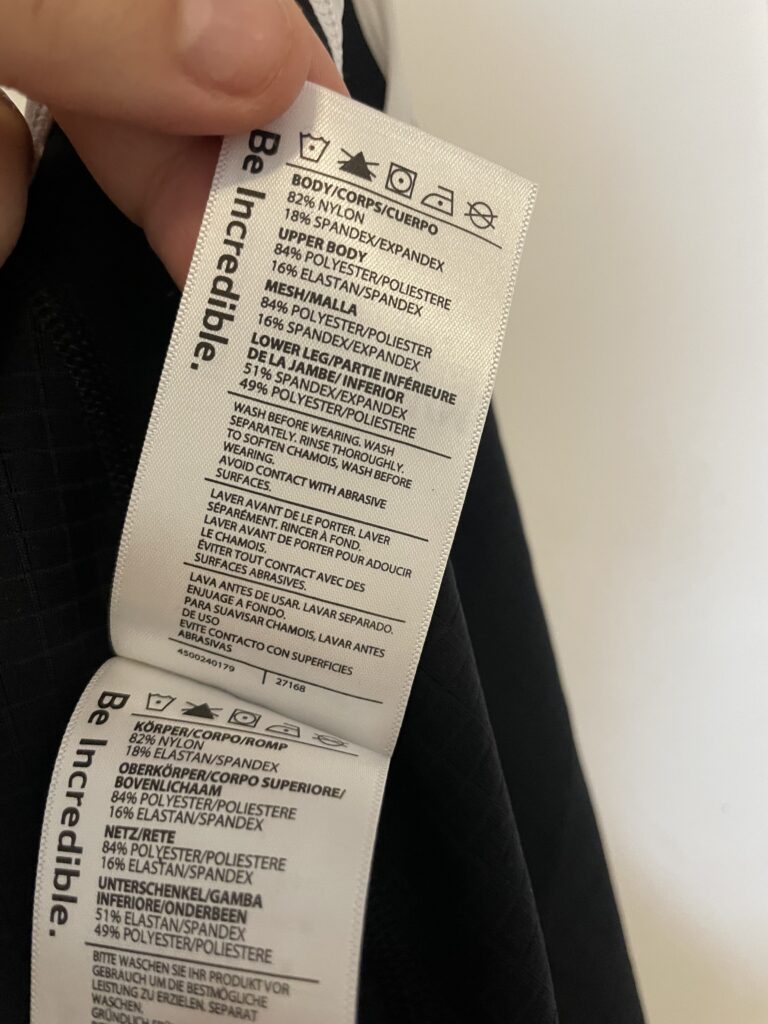 Be Incredible.
BODY/CORPS/CUERPO
82% NYLON
18% SPANDEX/EXPANDEX
UPPER BODY
84% POLYESTER/POLIESTERE
16% ELASTAN/SPANDEX
MESH/MALLA
84% POLYESTER/POLIESTER
16% SPANDEX/EXPANDEX
LOWER LEG/PARTIE INFÉRIEURE
DE LA JAMBE/ INFERIOR
51% SPANDEX/EXPANDEX
49% POLYESTER/POLIESTERE
WASH BEFORE WEARING. WASH
SEPARATELY. RINSE THOROUGHLY.
TO SOFTEN CHAMOIS, WASH BEFORE
WEARING.
AVOID CONTACT WITH ABRASIVE
SURFACES.
LAVER AVANT DE LE PORTER. LAVER
SÉPARÉMENT. RINCER À FOND.
LAVER AVANT DE PORTER POUR ADOUCIR
LE CHAMOIS.
ÉVITER TOUT CONTACT AVEC DES
SURFACES ABRASIVES.
LAVA ANTES DE USAR. LAVAR SEPARADO.
ENJUAGE A FONDO.
PARA SUAVISAR CHAMOIS, LAVAR ANTES
DE USO
EVITE CONTACTO CON SUPERFICIES
ABRASIVAS
4500240179 27168
Be Incredible.
KÖRPER/CORPO/ROMP
82% NYLON
18% ELASTAN/SPANDEX
OBERKÖRPER/CORPO SUPERIORE/
BOVENLICHAAM
84% POLYESTER/POLIESTERE
16% ELASTAN/SPANDEX
NETZ/RETE
84% POLYESTER/POLIESTERE
16% ELASTAN/SPANDEX
UNTERSCHENKEL/GAMBA
INFERIORE/ONDERBEEN
51% ELASTAN/SPANDEX
49% POLYESTER/POLIESTERE
BITTE WASCHEN SIE IHR PRODUKT VOR
GEBRAUCH UM DIE BESTMÖGLICHE
LEISTUNG ZU ERZIELEN. SEPARAT
WASCHEN.
GRÜNDLICH